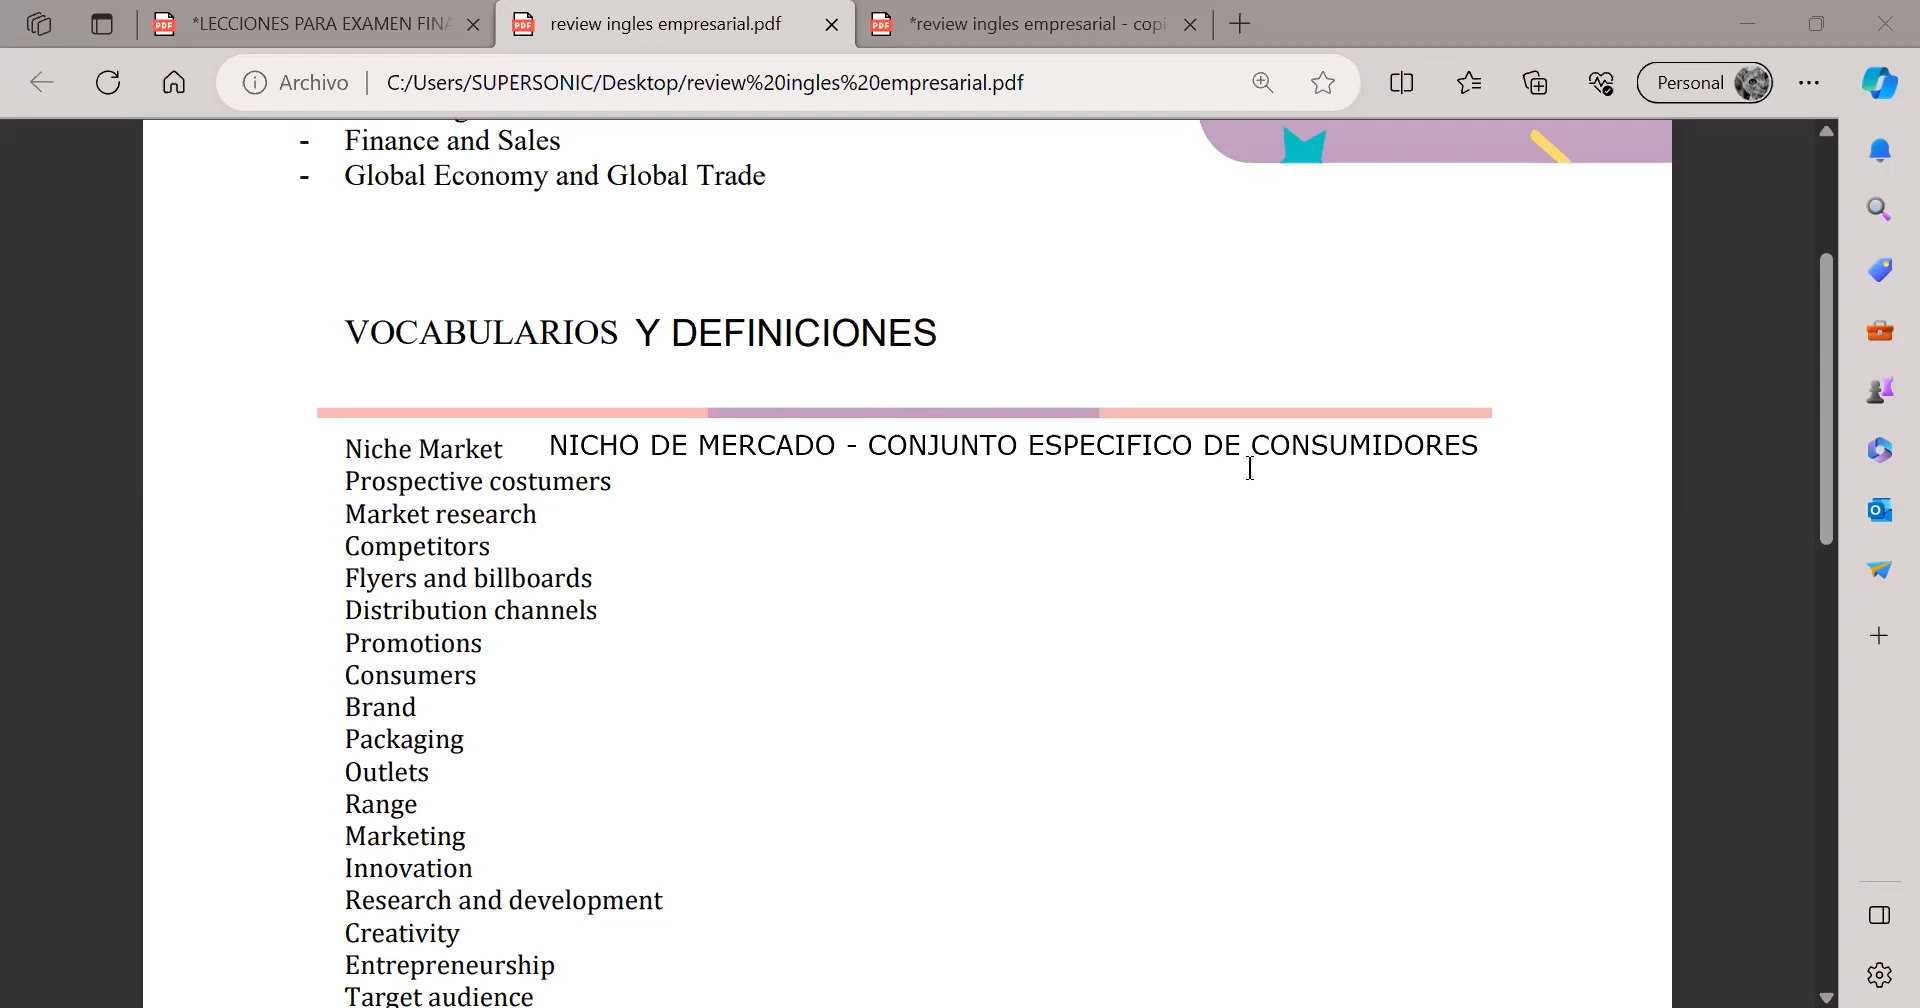 *LECCIONES PARA EXAMEN FINA
review ingles empresarial.pdf
*review ingles empresarial - copi
Archivo
C:/Users/SUPERSONIC/Desktop/review%20ingles%20empresarial.pdf
Personal
- Finance and Sales
- Global Economy and Global Trade
VOCABULARIOS Y DEFINICIONES
Niche Market NICHO DE MERCADO - CONJUNTO ESPECIFICO DE CONSUMIDORES
Prospective costumers
Market research
Competitors
Flyers and billboards
Distribution channels
Promotions
Consumers
Brand
Packaging
Outlets
Range
Marketing
Innovation
Research and development
Creativity
Entrepreneurship
Target audience